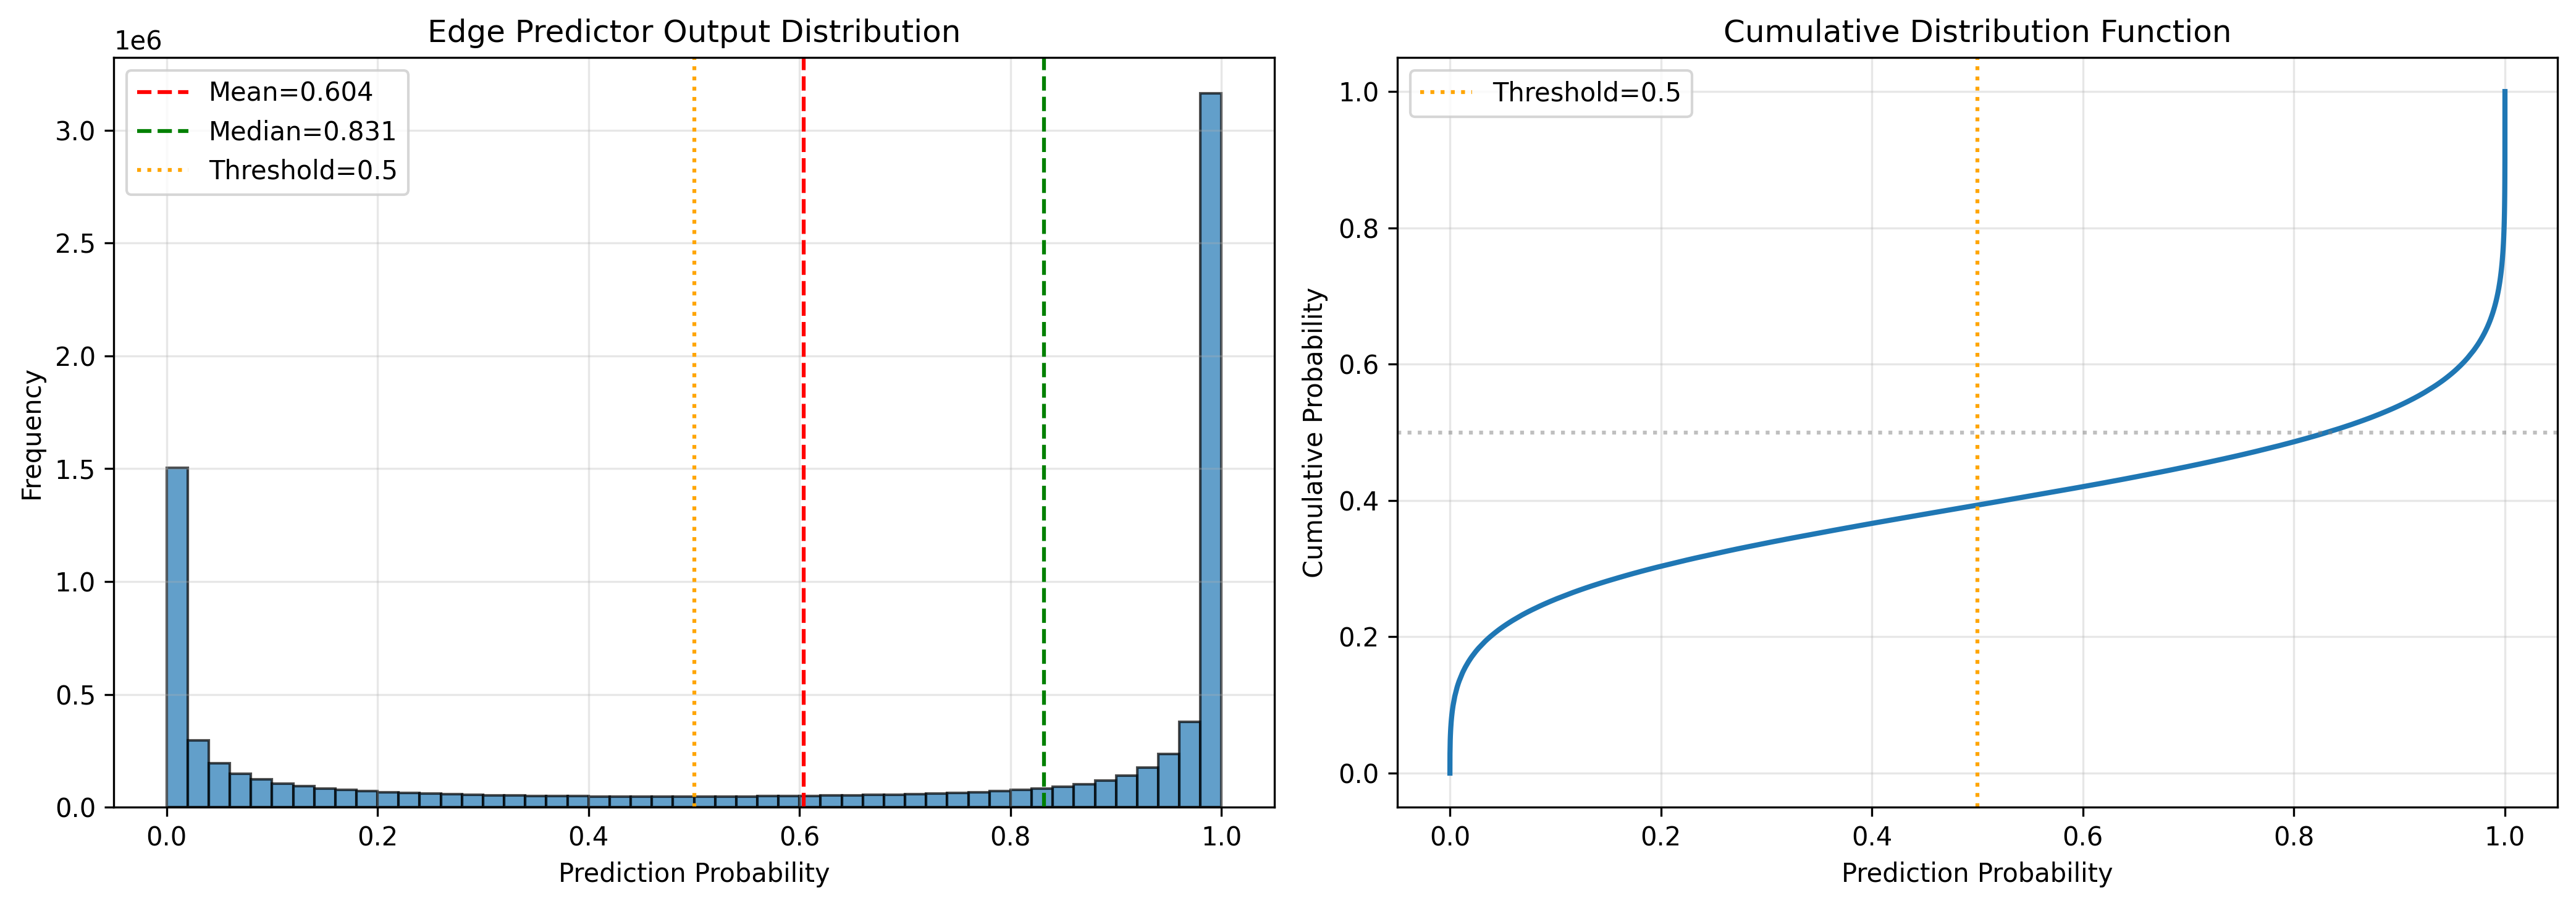 Edge Predictor Output Distribution
1e6
Mean=0.604
Median=0.831
Threshold=0.5
Frequency
3.0
2.5
2.0
1.5
1.0
0.5
0.0
0.0 0.2 0.4 0.6 0.8 1.0
Prediction Probability
Cumulative Distribution Function
Threshold=0.5
Cumulative Probability
1.0
0.8
0.6
0.4
0.2
0.0
0.0 0.2 0.4 0.6 0.8 1.0
Prediction Probability